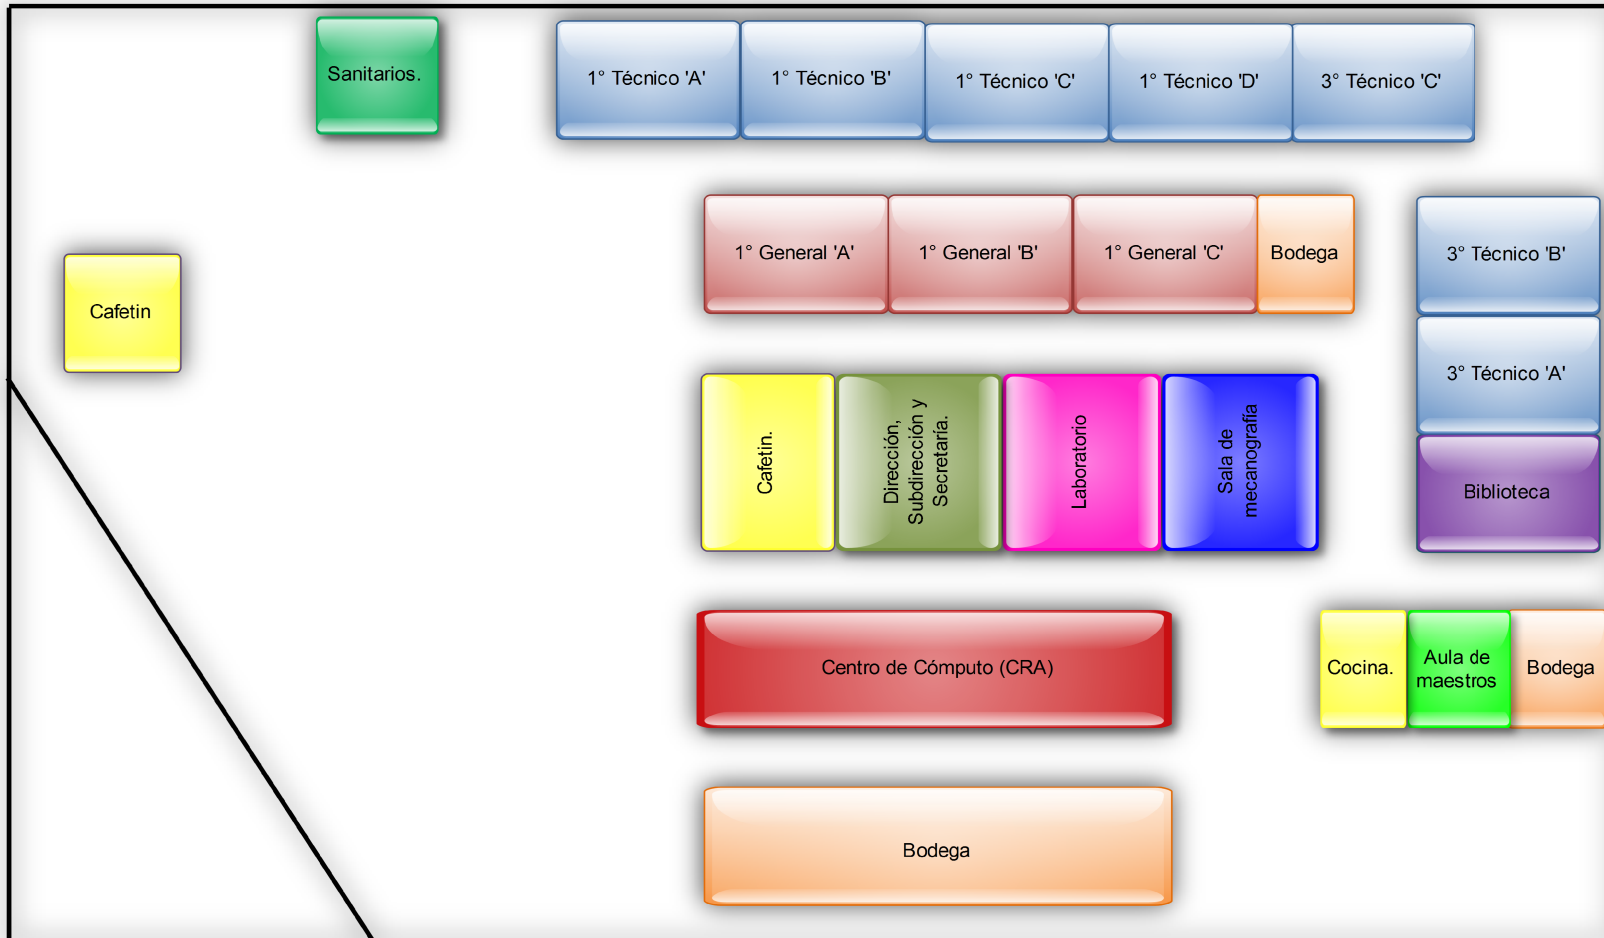 Sanitarios.
1° Técnico 'A'
1° Técnico 'B'
1° Técnico 'C'
1° Técnico 'D'
3° Técnico 'C'
1° General 'A'
1° General 'B'
1° General 'C'
Bodega
3° Técnico 'B'
Cafetin
3° Técnico 'A'
Cafetin.
Dirección,
Subdirección y
Secretaría.
Laboratorio
Sala de
mecanografía
Biblioteca
Centro de Cómputo (CRA)
Cocina.
Aula de
maestros
Bodega
Bodega